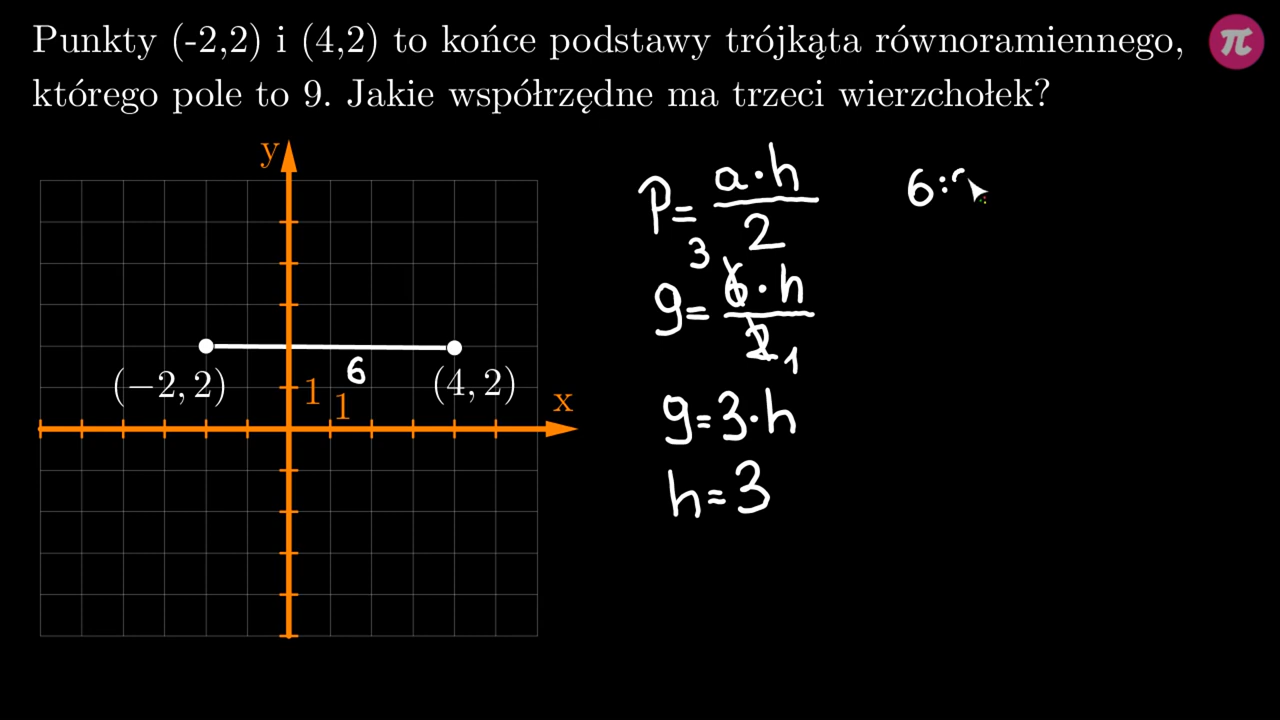 Punkty (-2,2) i (4,2) to końce podstawy trójkąta równoramiennego,
którego pole to 9. Jakie współrzędne ma trzeci wierzchołek?
π
y
(−2, 2)
6
(4, 2)
1
1
x
P = a·h / 2
3
9 = 6·h / 2 1
9=3·h
h=3
6: